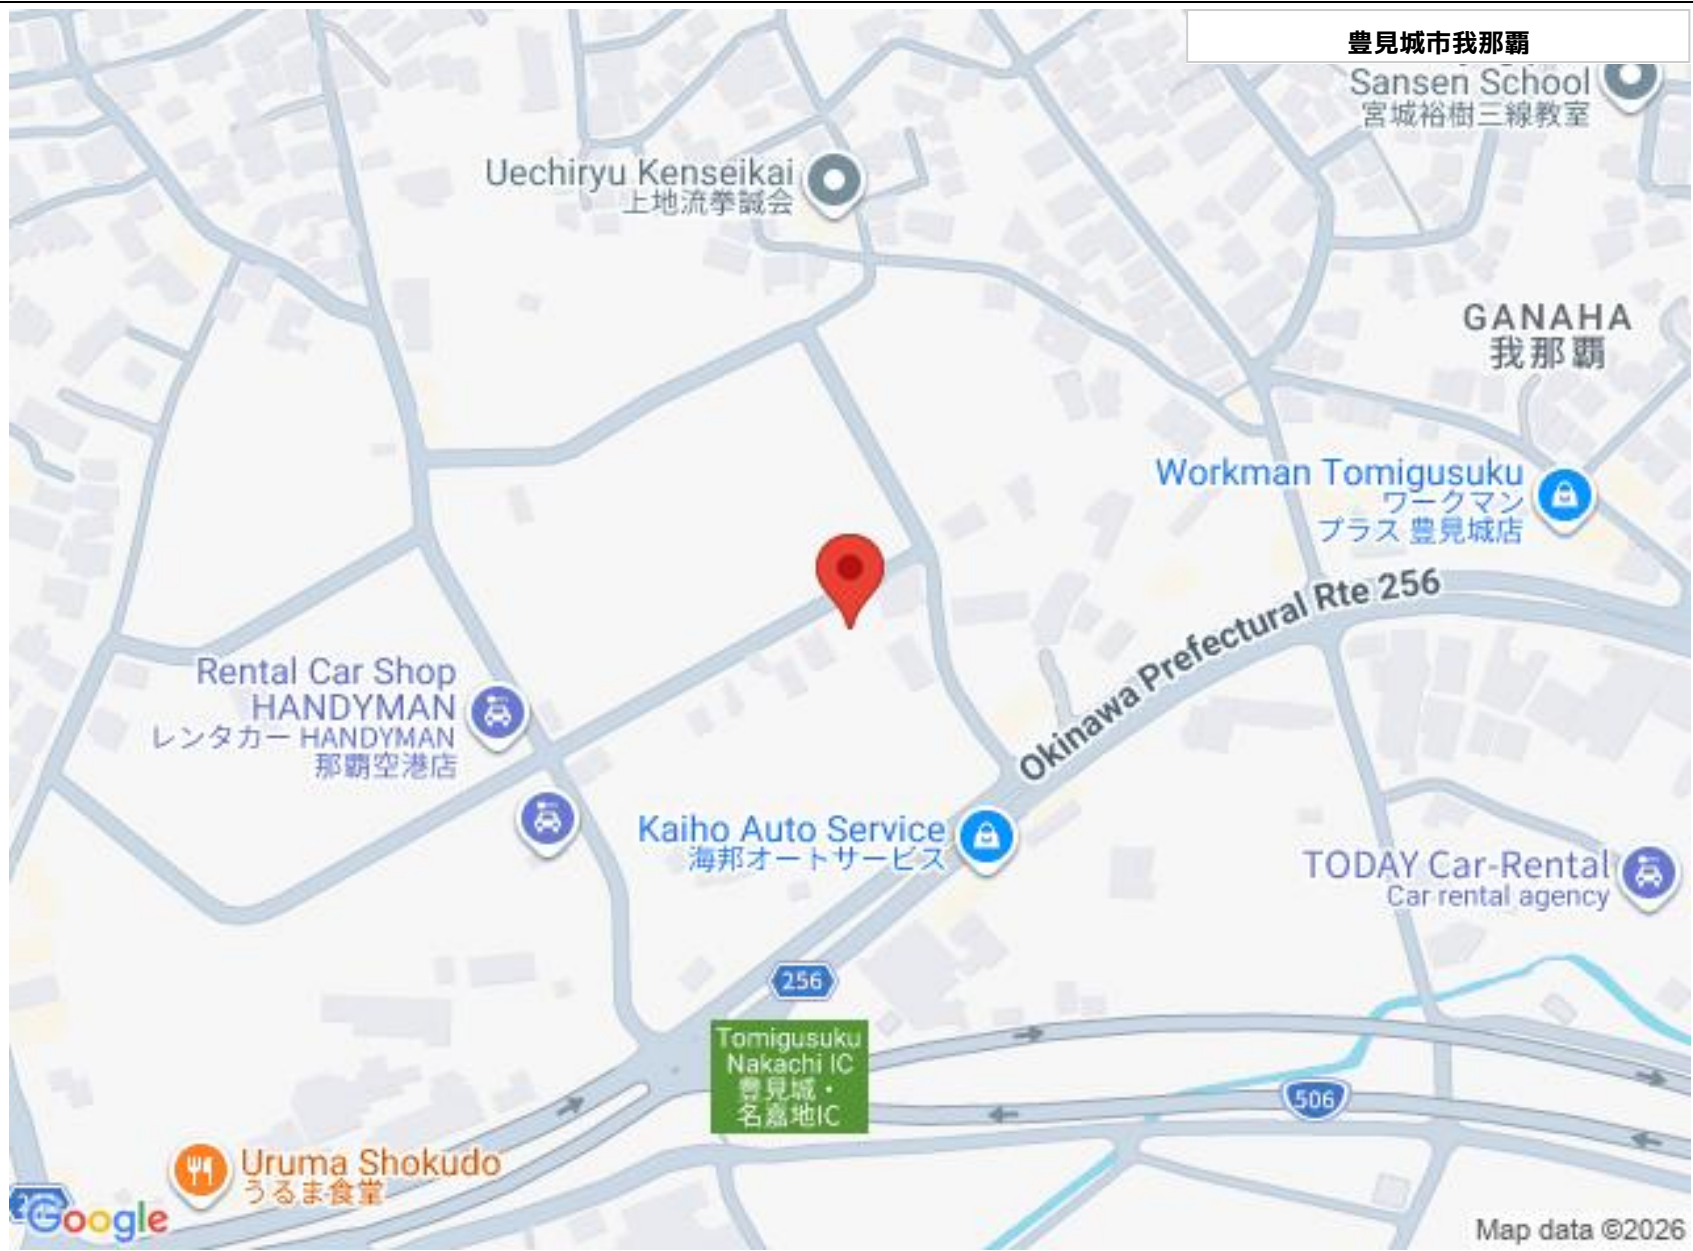 豊見城市我那覇
Sansen School
宮城裕樹三線教室
Uechiryu Kenseikai
上地流拳誠会
GANAHA
我那覇
Workman Tomigusuku
ワークマン
プラス 豊見城店
Okinawa Prefectural Rte 256
Rental Car Shop
HANDYMAN
レンタカー HANDYMAN
那覇空港店
Kaiho Auto Service
海邦オートサービス
TODAY Car-Rental
Car rental agency
256
Tomigusuku
Nakachi IC
豊見城・
名嘉地IC
506
Uruma Shokudo
うるま食堂
Google
Map data ©2026